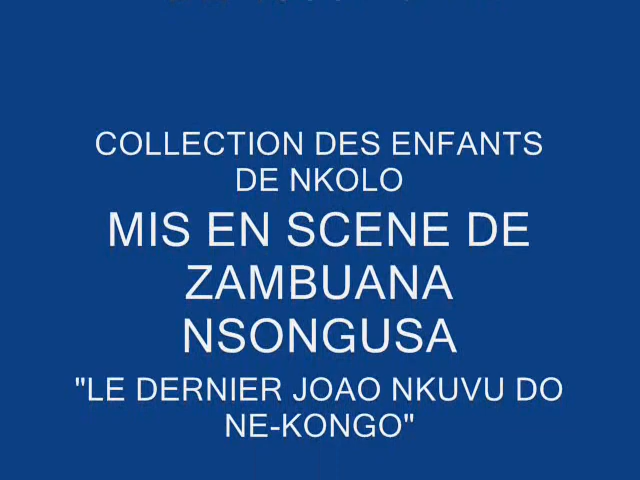 COLLECTION DES ENFANTS
DE NKOLO
MIS EN SCENE DE
ZAMBUANA
NSONGUSA
"LE DERNIER JOAO NKUVU DO
NE-KONGO"